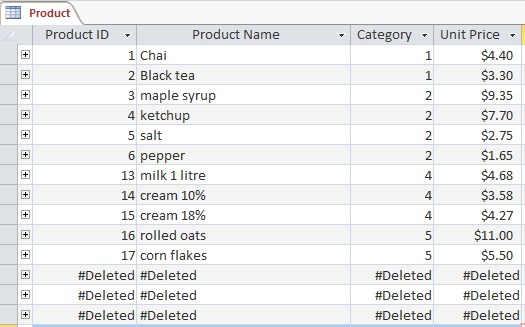 Product
Product ID Product Name Category Unit Price
1 Chai 1 $4.40
2 Black tea 1 $3.30
3 maple syrup 2 $9.35
4 ketchup 2 $7.70
5 salt 2 $2.75
6 pepper 2 $1.65
13 milk 1 litre 4 $4.68
14 cream 10% 4 $3.58
15 cream 18% 4 $4.27
16 rolled oats 5 $11.00
17 corn flakes 5 $5.50
#Deleted #Deleted #Deleted #Deleted
#Deleted #Deleted #Deleted #Deleted
#Deleted #Deleted #Deleted #Deleted